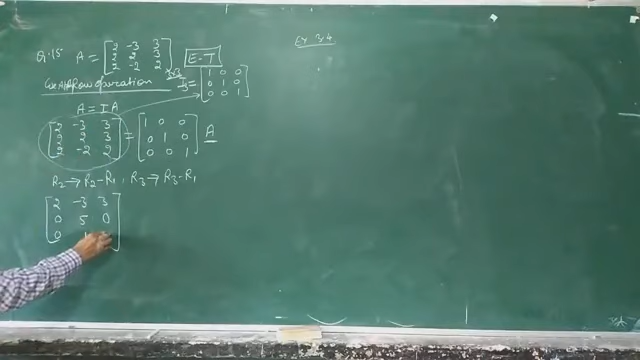 Q.15 A = [2 -3 3
2 2 3
2 -2 2] E-T
3×3
Row operation
I₃ = [1 0 0
0 1 0
0 0 1]
A = IA
[2 -3 3
2 2 3
2 -2 2] = [1 0 0
0 1 0
0 0 1] A
R₂ → R₂-R₁, R₃ → R₃-R₁
[2 -3 3
0 5 0
0 1
Ex 3.4